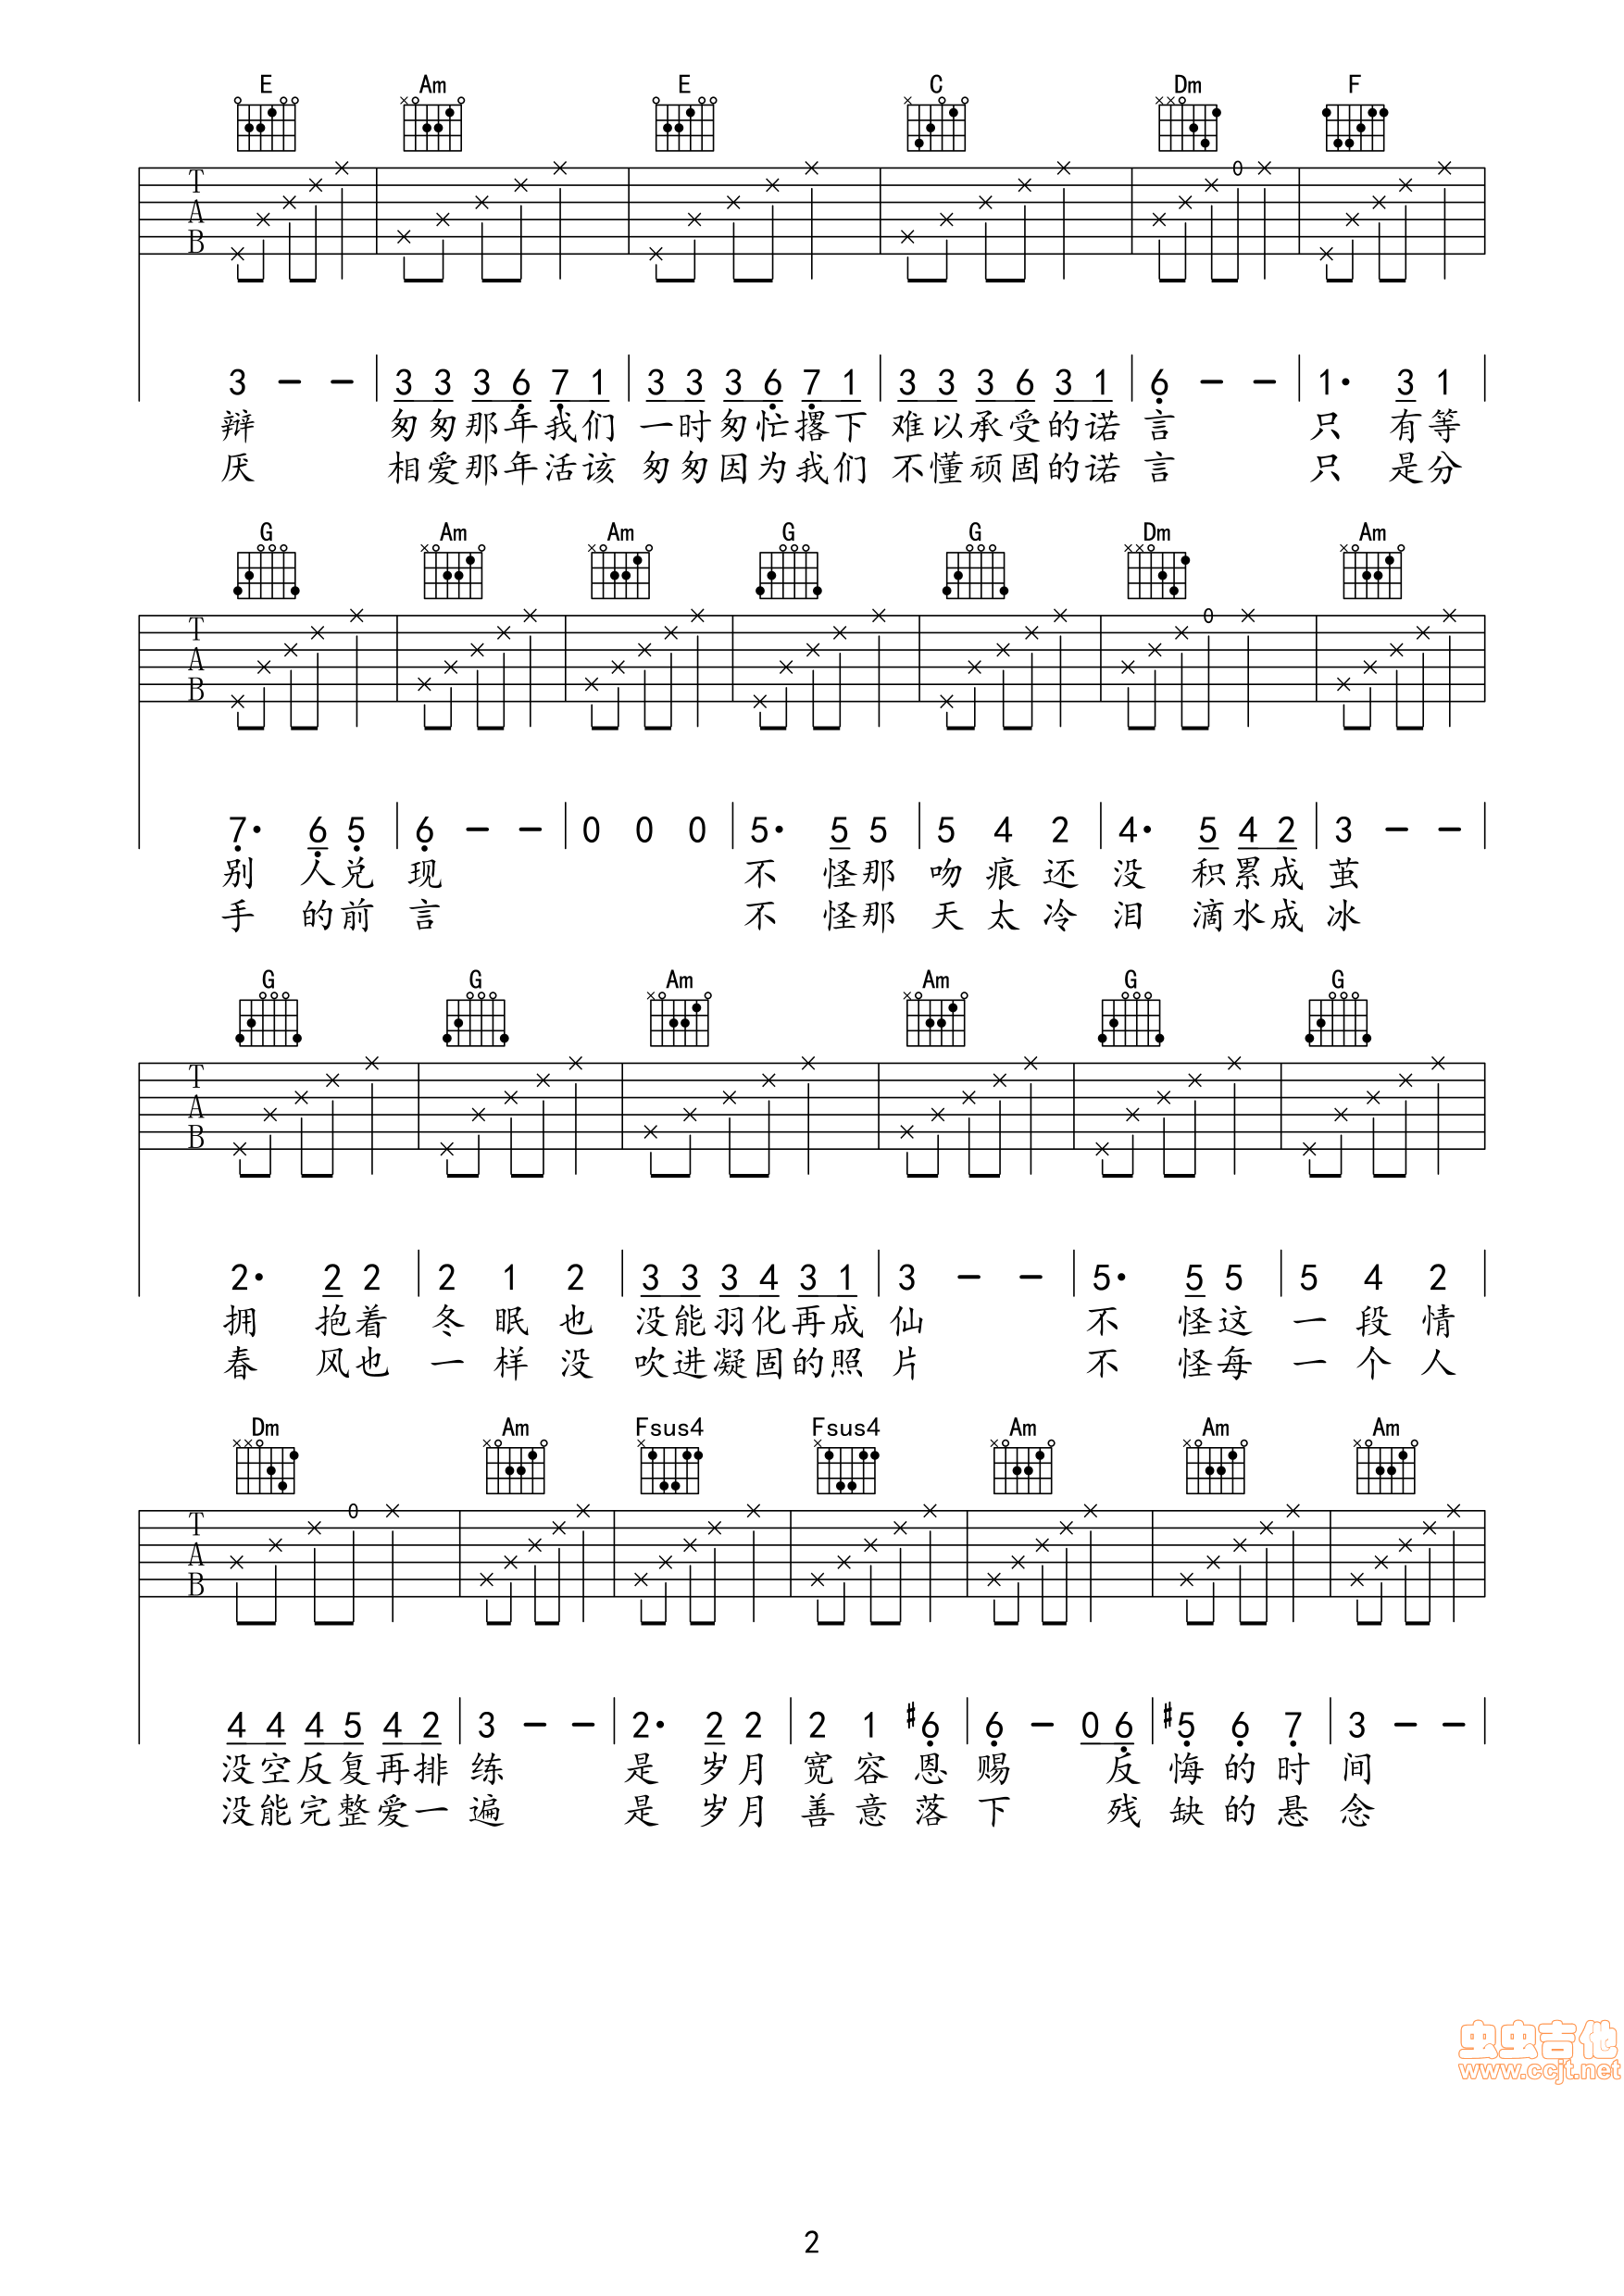 E Am E C Dm F
T A B
3 — — | 3 3 3 6 7 1 | 3 3 3 6 7 1 | 3 3 3 6 3 1 | 6 — — | 1· 3 1 |
辩 匆匆那年我们 一时匆忙撂下 难以承受的诺 言 只 有等
厌 相爱那年活该 匆匆因为我们 不懂顽固的诺 言 只 是分
G Am Am G G Dm Am
T A B
7· 6 5 | 6 — — | 0 0 0 | 5· 5 5 | 5 4 2 | 4· 5 4 2 | 3 — — |
别 人兑 现 不 怪那 吻 痕 还 没 积累成 茧
手 的前 言 不 怪那 天 太 冷 泪 滴水成 冰
G G Am Am G G
T A B
2· 2 2 | 2 1 2 | 3 3 3 4 3 1 | 3 — — | 5· 5 5 | 5 4 2 |
拥 抱着 冬 眠 也 没能羽化再成 仙 不 怪这 一 段 情
春 风也 一 样 没 吹进凝固的照 片 不 怪每 一 个 人
Dm Am Fsus4 Fsus4 Am Am Am
T A B
4 4 4 5 4 2 | 3 — — | 2· 2 2 | 2 1 #6 | 6 — 0 6 | #5 6 7 | 3 — — |
没空反复再排 练 是 岁月 宽 容 恩 赐 反 悔 的 时 间
没能完整爱一 遍 是 岁月 善 意 落 下 残 缺 的 悬 念
虫虫吉他
www.ccjt.net
2